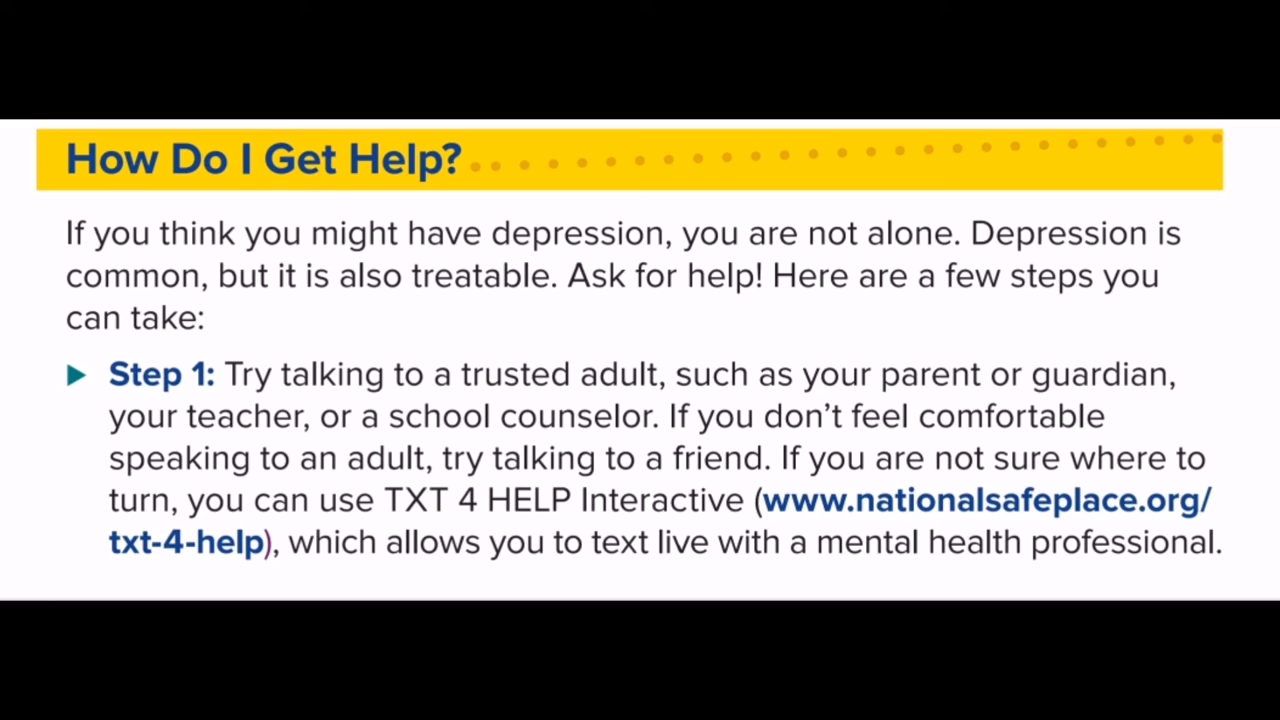 How Do I Get Help?
If you think you might have depression, you are not alone. Depression is
common, but it is also treatable. Ask for help! Here are a few steps you
can take:
▶ Step 1: Try talking to a trusted adult, such as your parent or guardian,
your teacher, or a school counselor. If you don’t feel comfortable
speaking to an adult, try talking to a friend. If you are not sure where to
turn, you can use TXT 4 HELP Interactive (www.nationalsafeplace.org/
txt-4-help), which allows you to text live with a mental health professional.